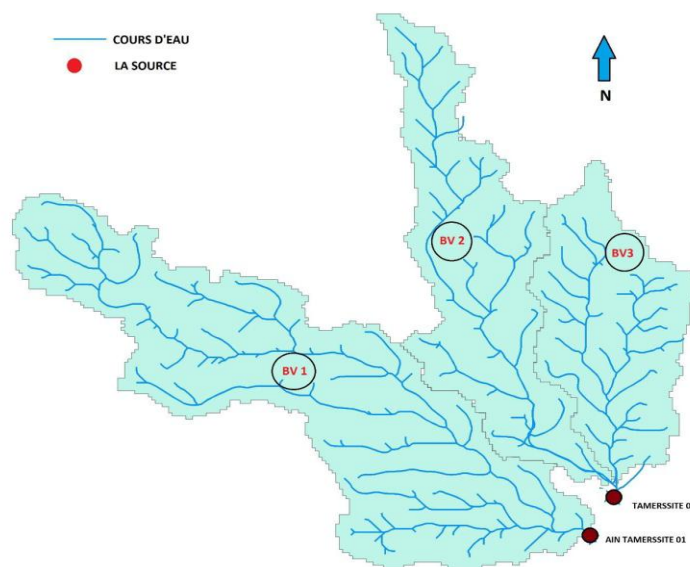 COURS D'EAU
LA SOURCE
N
BV 2
BV3
BV 1
TAMERSSITE 0
AIN TAMERSSITE 01